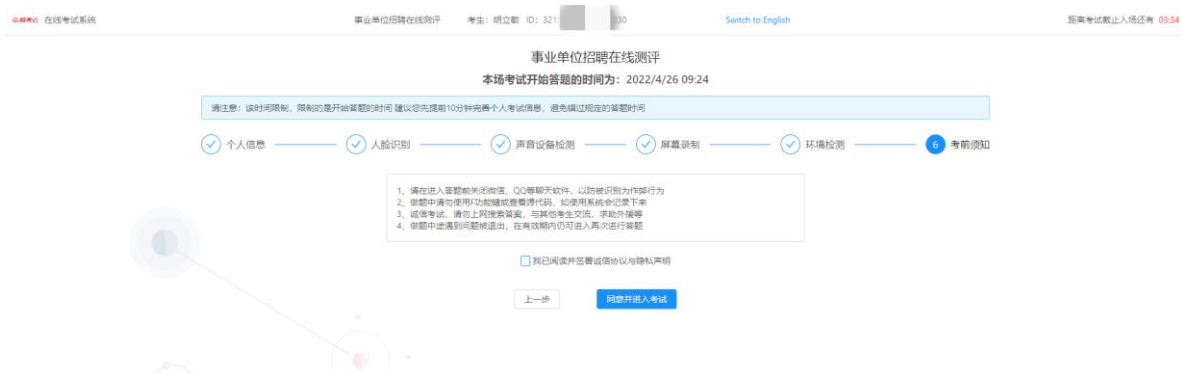 在线考试系统
事业单位招聘在线测评 考生：胡立敏 ID：321 030
Switch to English
距离考试截止入场还有 03:34
事业单位招聘在线测评
本场考试开始答题的时间为：2022/4/26 09:24
请注意：该时间限制，限制的是开始答题的时间 建议您先提前10分钟完善个人考试信息，避免错过规定的答题时间
个人信息 人脸识别 声音设备检测 屏幕录制 环境检测 6 考前须知
1、请在进入答题前关闭微信、QQ等聊天软件，以防被识别为作弊行为
2、做题中请勿使用F功能键或查看源代码，如使用系统会记录下来
3、诚信考试，请勿上网搜索答案，与其他考生交流，求助外援等
4、做题中途遇到问题被退出，在有效期内仍可进入再次进行答题
我已阅读并签署诚信协议与隐私声明
上一步 同意并进入考试